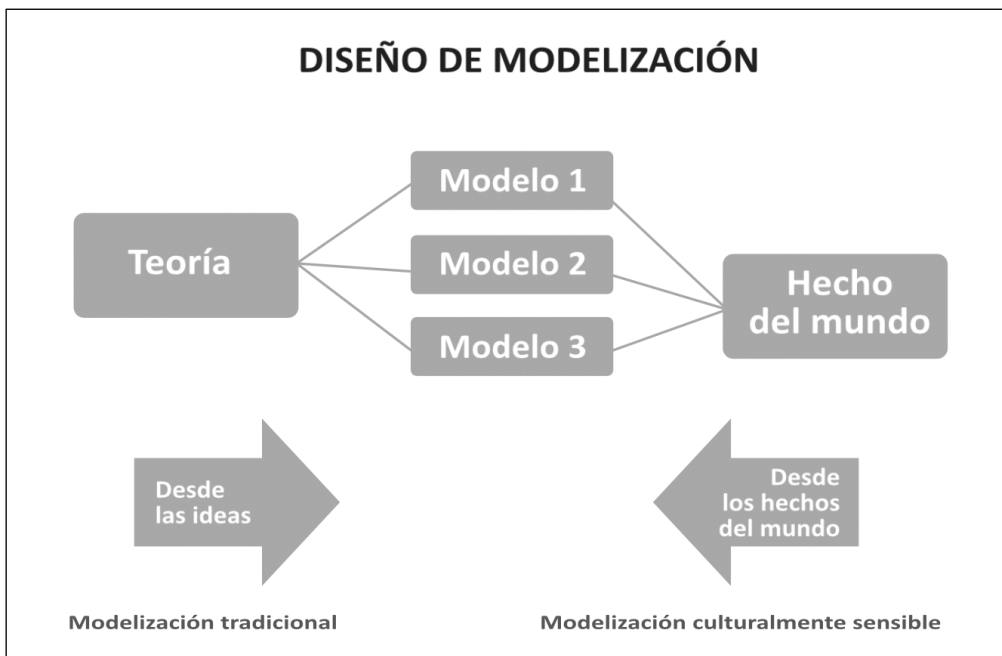 DISEÑO DE MODELIZACIÓN
Modelo 1
Teoría
Modelo 2
Modelo 3
Hecho
del mundo
Desde
las ideas
Desde
los hechos
del mundo
Modelización tradicional
Modelización culturalmente sensible